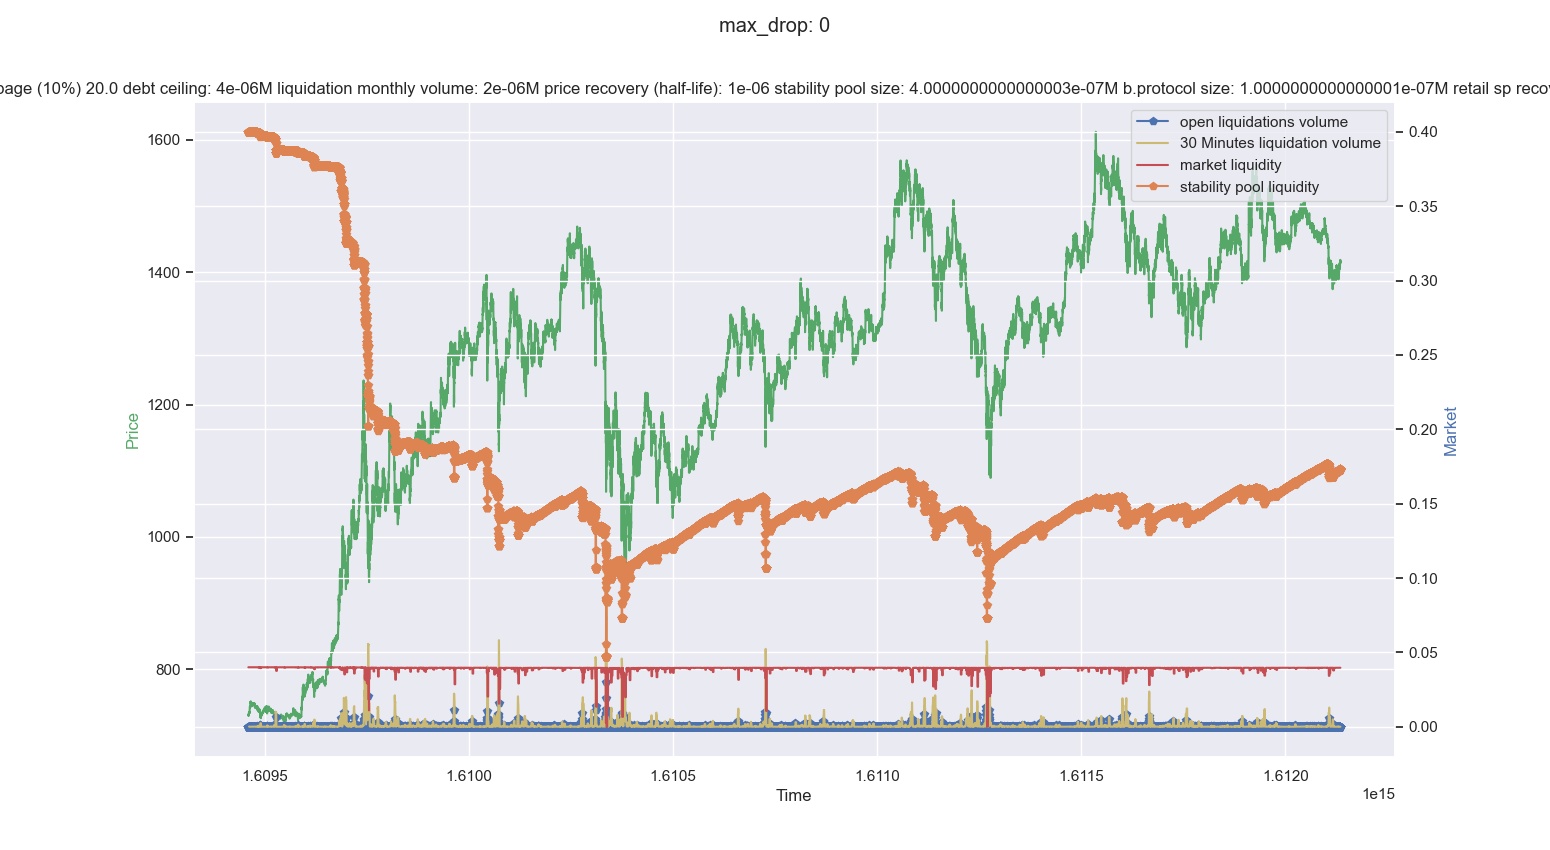 max_drop: 0
(10%) 20.0 debt ceiling: 4e-06M liquidation monthly volume: 2e-06M price recovery (half-life): 1e-06 stability pool size: 4.0000000000000003e-07M b.protocol size: 1.0000000000000001e-07M retail sp
open liquidations volume
30 Minutes liquidation volume
market liquidity
stability pool liquidity
1600
1400
1200
1000
800
Price
0.40
0.35
0.30
0.25
0.20
0.15
0.10
0.05
0.00
Market
1.6095
1.6100
1.6105
1.6110
1.6115
1.6120
1e15
Time